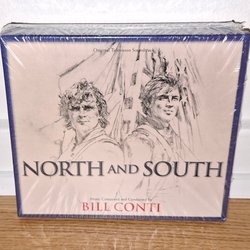 Original Television Soundtrack
NORTH AND SOUTH
Music Composed and Conducted by
BILL CONTI